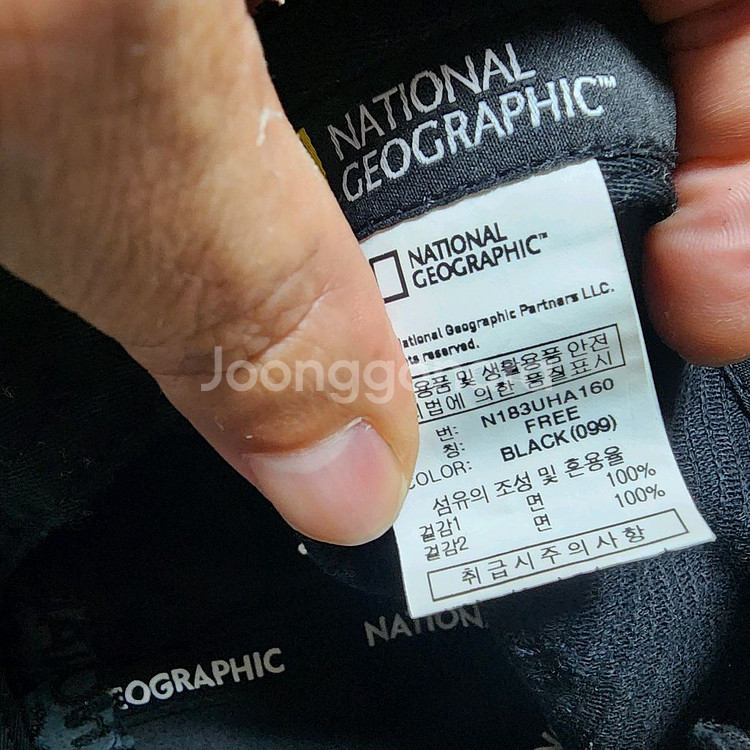 NATIONAL
GEOGRAPHIC™
NATIONAL
GEOGRAPHIC™
National Geographic Partners LLC.
reserved.
용품 및 생활용품 안전
법에 의한 품질표시
번: N183UHA160
칭: FREE
COLOR: BLACK(099)
섬유의 조성 및 혼용율
겉감1 면 100%
겉감2 면 100%
취급시주의사항
NATION
EOGRAPHIC
Joongg